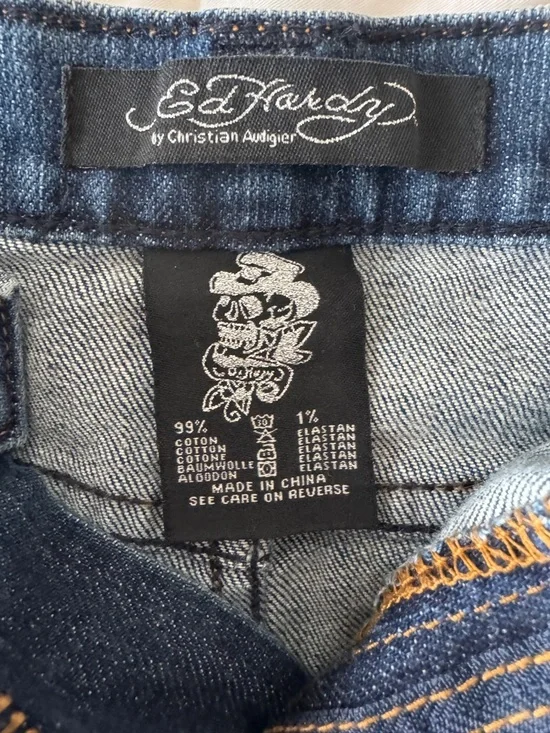 Ed Hardy
by Christian Audigier
99%
COTON
COTTON
COTONE
BAUMWOLLE
ALGODON
1%
ELASTAN
ELASTAN
ELASTAN
ELASTAN
ELASTAN
MADE IN CHINA
SEE CARE ON REVERSE